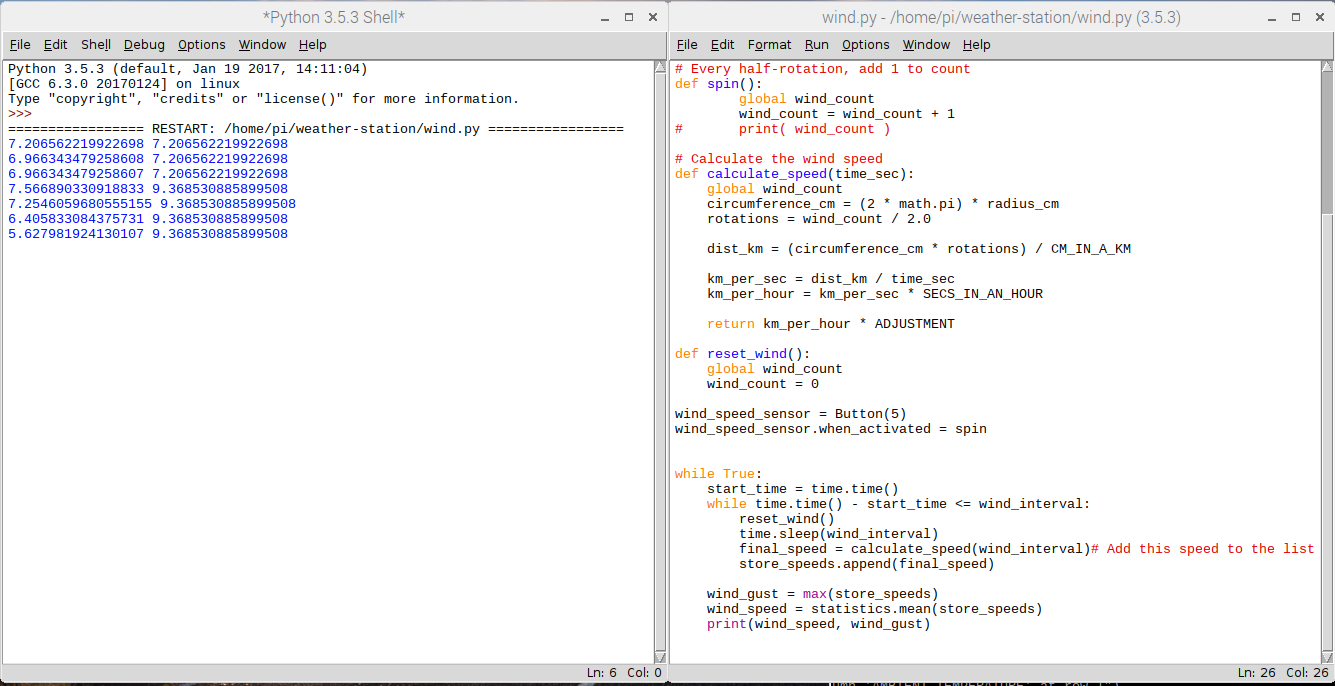 *Python 3.5.3 Shell*
File Edit Shell Debug Options Window Help
Python 3.5.3 (default, Jan 19 2017, 14:11:04)
[GCC 6.3.0 20170124] on linux
Type "copyright", "credits" or "license()" for more information.
>>>
================= RESTART: /home/pi/weather-station/wind.py =================
7.206562219922698 7.206562219922698
6.966343479258608 7.206562219922698
6.966343479258607 7.206562219922698
7.566890330918833 9.368530885899508
7.2546059680555155 9.368530885899508
6.405833084375731 9.368530885899508
5.627981924130107 9.368530885899508
Ln: 6 Col: 0
wind.py - /home/pi/weather-station/wind.py (3.5.3)
File Edit Format Run Options Window Help
# Every half-rotation, add 1 to count
def spin():
        global wind_count
        wind_count = wind_count + 1
#       print( wind_count )
# Calculate the wind speed
def calculate_speed(time_sec):
    global wind_count
    circumference_cm = (2 * math.pi) * radius_cm
    rotations = wind_count / 2.0
    dist_km = (circumference_cm * rotations) / CM_IN_A_KM
    km_per_sec = dist_km / time_sec
    km_per_hour = km_per_sec * SECS_IN_AN_HOUR
    return km_per_hour * ADJUSTMENT
def reset_wind():
    global wind_count
    wind_count = 0
wind_speed_sensor = Button(5)
wind_speed_sensor.when_activated = spin
while True:
    start_time = time.time()
    while time.time() - start_time <= wind_interval:
        reset_wind()
        time.sleep(wind_interval)
        final_speed = calculate_speed(wind_interval)# Add this speed to the list
        store_speeds.append(final_speed)
    wind_gust = max(store_speeds)
    wind_speed = statistics.mean(store_speeds)
    print(wind_speed, wind_gust)
Ln: 26 Col: 26